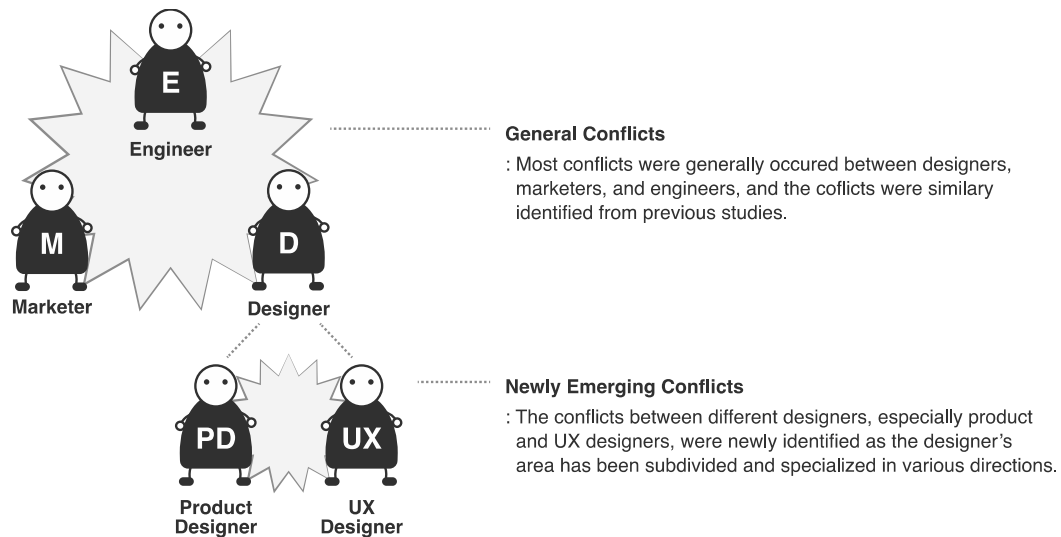 E
Engineer
M
Marketer
D
Designer
General Conflicts
: Most conflicts were generally occured between designers,
marketers, and engineers, and the coflicts were similary
identified from previous studies.
PD
Product
Designer
UX
UX
Designer
Newly Emerging Conflicts
: The conflicts between different designers, especially product
and UX designers, were newly identified as the designer's
area has been subdivided and specialized in various directions.